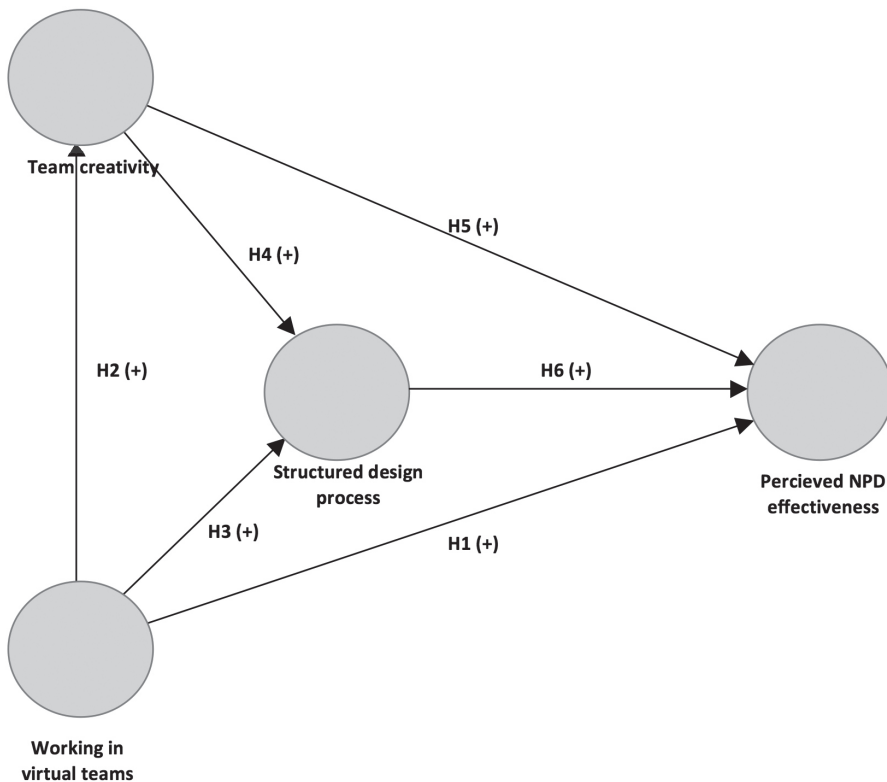 Team creativity
H5 (+)
H4 (+)
H2 (+)
H6 (+)
Structured design
process
Percieved NPD
effectiveness
H3 (+)
H1 (+)
Working in
virtual teams